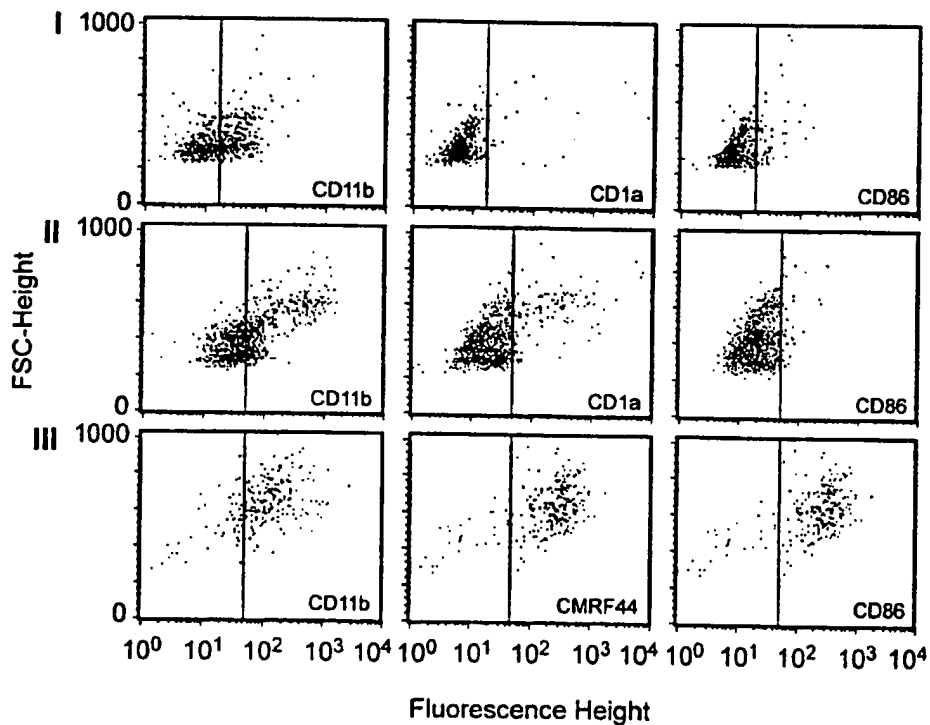 I
1000
0
CD11b
CD1a
CD86
II
1000
0
CD11b
CD1a
CD86
III
1000
0
CD11b
CMRF44
CD86
10⁰ 10¹ 10² 10³ 10⁴
10⁰ 10¹ 10² 10³ 10⁴
10⁰ 10¹ 10² 10³ 10⁴
FSC-Height
Fluorescence Height